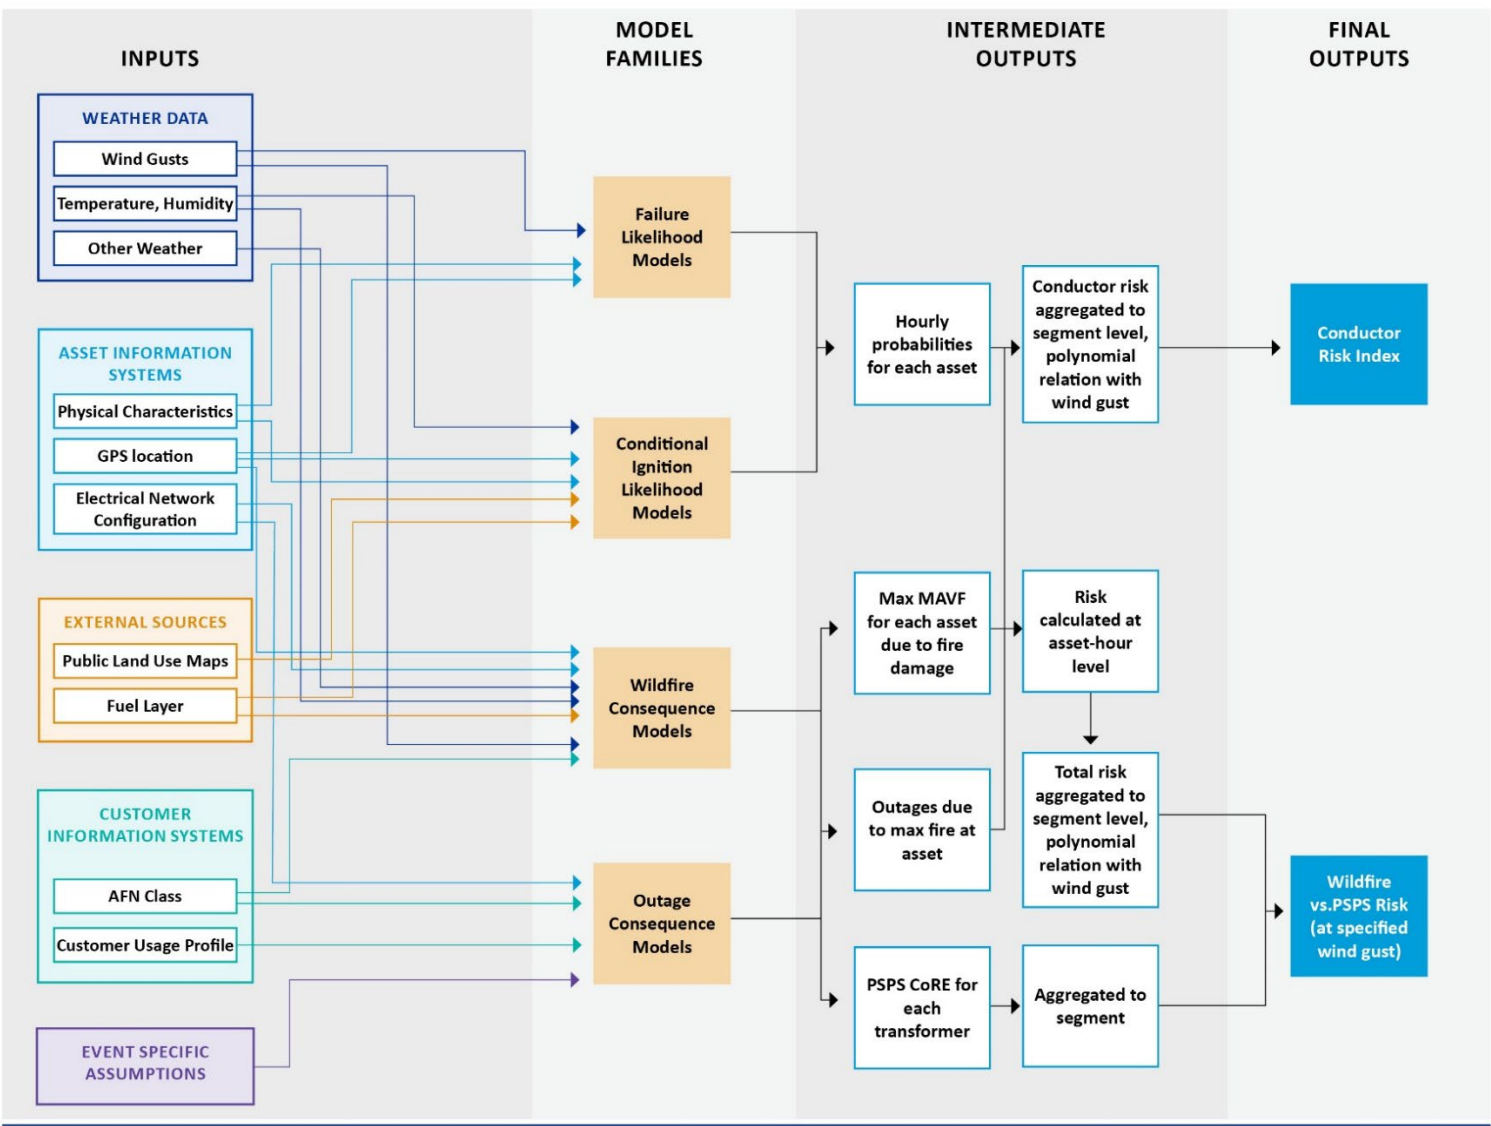 INPUTS
MODEL
FAMILIES
INTERMEDIATE
OUTPUTS
FINAL
OUTPUTS
WEATHER DATA
Wind Gusts
Temperature, Humidity
Other Weather
ASSET INFORMATION
SYSTEMS
Physical Characteristics
GPS location
Electrical Network
Configuration
EXTERNAL SOURCES
Public Land Use Maps
Fuel Layer
CUSTOMER
INFORMATION SYSTEMS
AFN Class
Customer Usage Profile
EVENT SPECIFIC
ASSUMPTIONS
Failure
Likelihood
Models
Conditional
Ignition
Likelihood
Models
Wildfire
Consequence
Models
Outage
Consequence
Models
Hourly
probabilities
for each asset
Conductor risk
aggregated to
segment level,
polynomial
relation with
wind gust
Max MAVF
for each asset
due to fire
damage
Risk
calculated at
asset-hour
level
Outages due
to max fire at
asset
Total risk
aggregated to
segment level,
polynomial
relation with
wind gust
PSPS CoRE for
each
transformer
Aggregated to
segment
Conductor
Risk Index
Wildfire
vs.PSPS Risk
(at specified
wind gust)